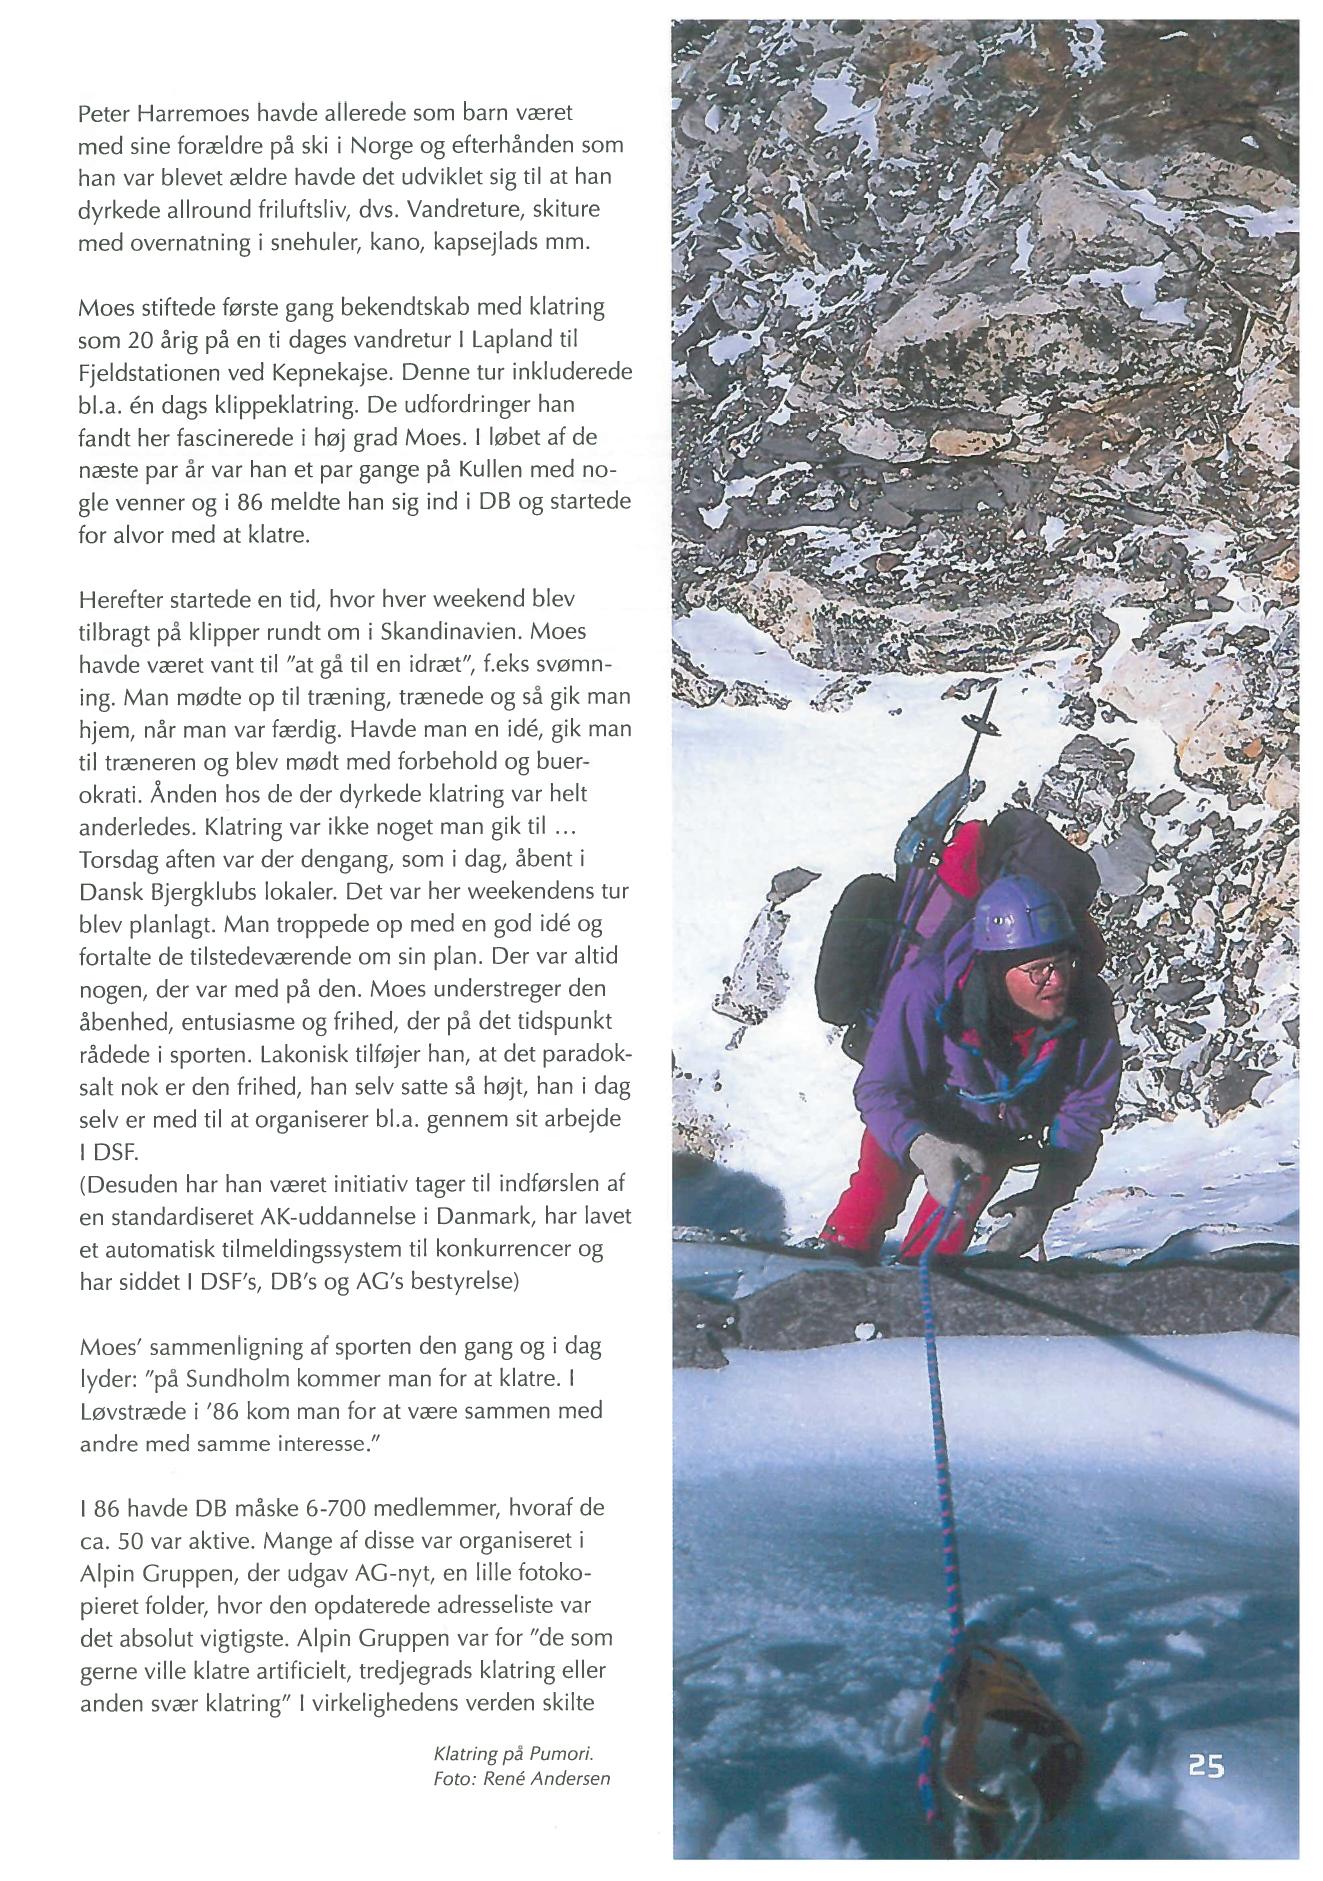 Peter Harremoes havde allerede som barn været
med sine forældre på ski i Norge og efterhånden som
han var blevet ældre havde det udviklet sig til at han
dyrkede allround friluftsliv, dvs. Vandreture, skiture
med overnatning i snehuler, kano, kapsejlads mm.
Moes stiftede første gang bekendtskab med klatring
som 20 årig på en ti dages vandretur I Lapland til
Fjeldstationen ved Kepnekajse. Denne tur inkluderede
bl.a. én dags klippeklatring. De udfordringer han
fandt her fascinerede i høj grad Moes. I løbet af de
næste par år var han et par gange på Kullen med no-
gle venner og i 86 meldte han sig ind i DB og startede
for alvor med at klatre.
Herefter startede en tid, hvor hver weekend blev
tilbragt på klipper rundt om i Skandinavien. Moes
havde været vant til ”at gå til en idræt”, f.eks svømn-
ing. Man mødte op til træning, trænede og så gik man
hjem, når man var færdig. Havde man en idé, gik man
til træneren og blev mødt med forbehold og buer-
okrati. Ånden hos de der dyrkede klatring var helt
anderledes. Klatring var ikke noget man gik til …
Torsdag aften var der dengang, som i dag, åbent i
Dansk Bjergklubs lokaler. Det var her weekendens tur
blev planlagt. Man troppede op med en god idé og
fortalte de tilstedeværende om sin plan. Der var altid
nogen, der var med på den. Moes understreger den
åbenhed, entusiasme og frihed, der på det tidspunkt
rådede i sporten. Lakonisk tilføjer han, at det paradok-
salt nok er den frihed, han selv satte så højt, han i dag
selv er med til at organiserer bl.a. gennem sit arbejde
I DSF.
(Desuden har han været initiativ tager til indførslen af
en standardiseret AK-uddannelse i Danmark, har lavet
et automatisk tilmeldingssystem til konkurrencer og
har siddet I DSF’s, DB’s og AG’s bestyrelse)
Moes’ sammenligning af sporten den gang og i dag
lyder: ”på Sundholm kommer man for at klatre. I
Løvstræde i ’86 kom man for at være sammen med
andre med samme interesse.”
I 86 havde DB måske 6-700 medlemmer, hvoraf de
ca. 50 var aktive. Mange af disse var organiseret i
Alpin Gruppen, der udgav AG-nyt, en lille fotoko-
pieret folder, hvor den opdaterede adresseliste var
det absolut vigtigste. Alpin Gruppen var for ”de som
gerne ville klatre artificielt, tredjegrads klatring eller
anden svær klatring” I virkelighedens verden skilte
Klatring på Pumori.
Foto: René Andersen
25